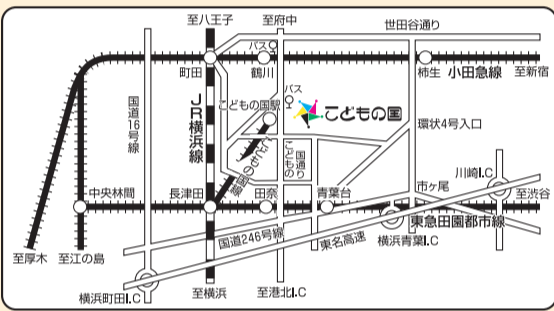 至八王子
至府中
世田谷通り
バス
町田
鶴川
柿生
小田急線
至新宿
国道16号線
JR横浜線
こどもの国駅
バス
こどもの国
環状4号入口
こどもの国線
こどもの国通り
川崎I.C
中央林間
長津田
田奈
青葉台
市ヶ尾
至渋谷
東急田園都市線
国道246号線
東名高速
横浜青葉I.C
至厚木
至江の島
横浜町田I.C
至横浜
至港北I.C